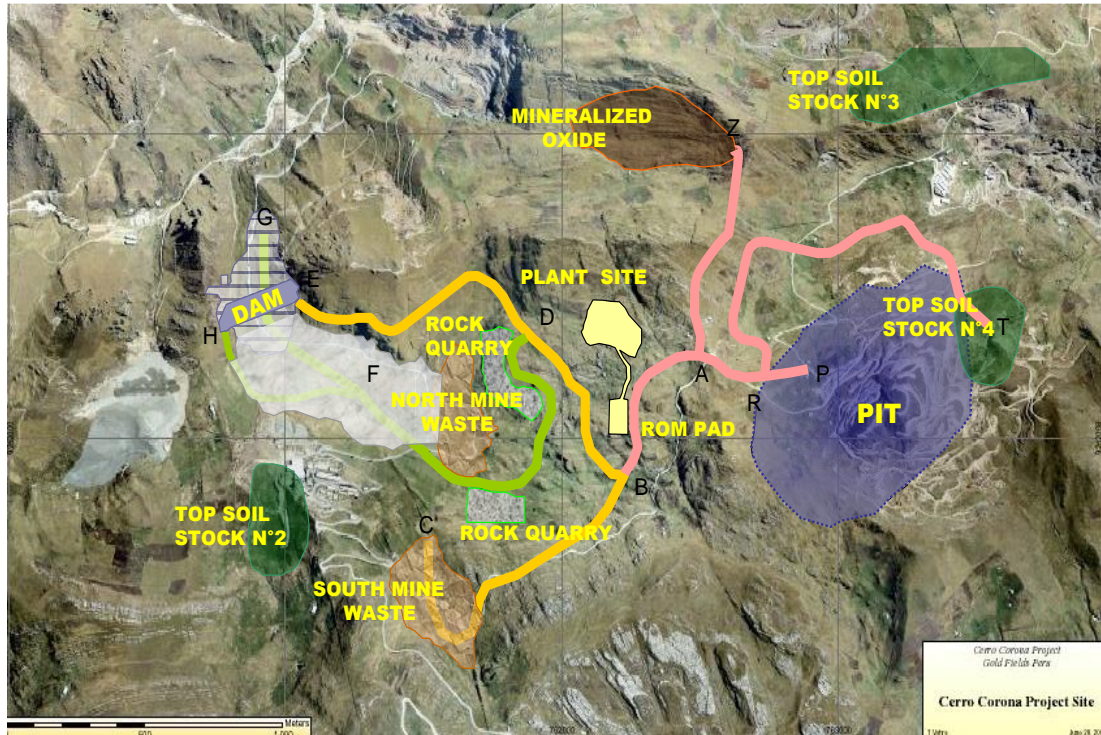 TOP SOIL
STOCK N°3
MINERALIZED
OXIDE
Z
G
PLANT SITE
E
DAM
TOP SOIL
STOCK N°4
T
H
ROCK
QUARRY
D
F
A
P
NORTH MINE
WASTE
R
PIT
ROM PAD
B
TOP SOIL
STOCK N°2
C
ROCK QUARRY
SOUTH MINE
WASTE
Cerro Corona Project
Gold Fields Peru
Cerro Corona Project Site
Meters